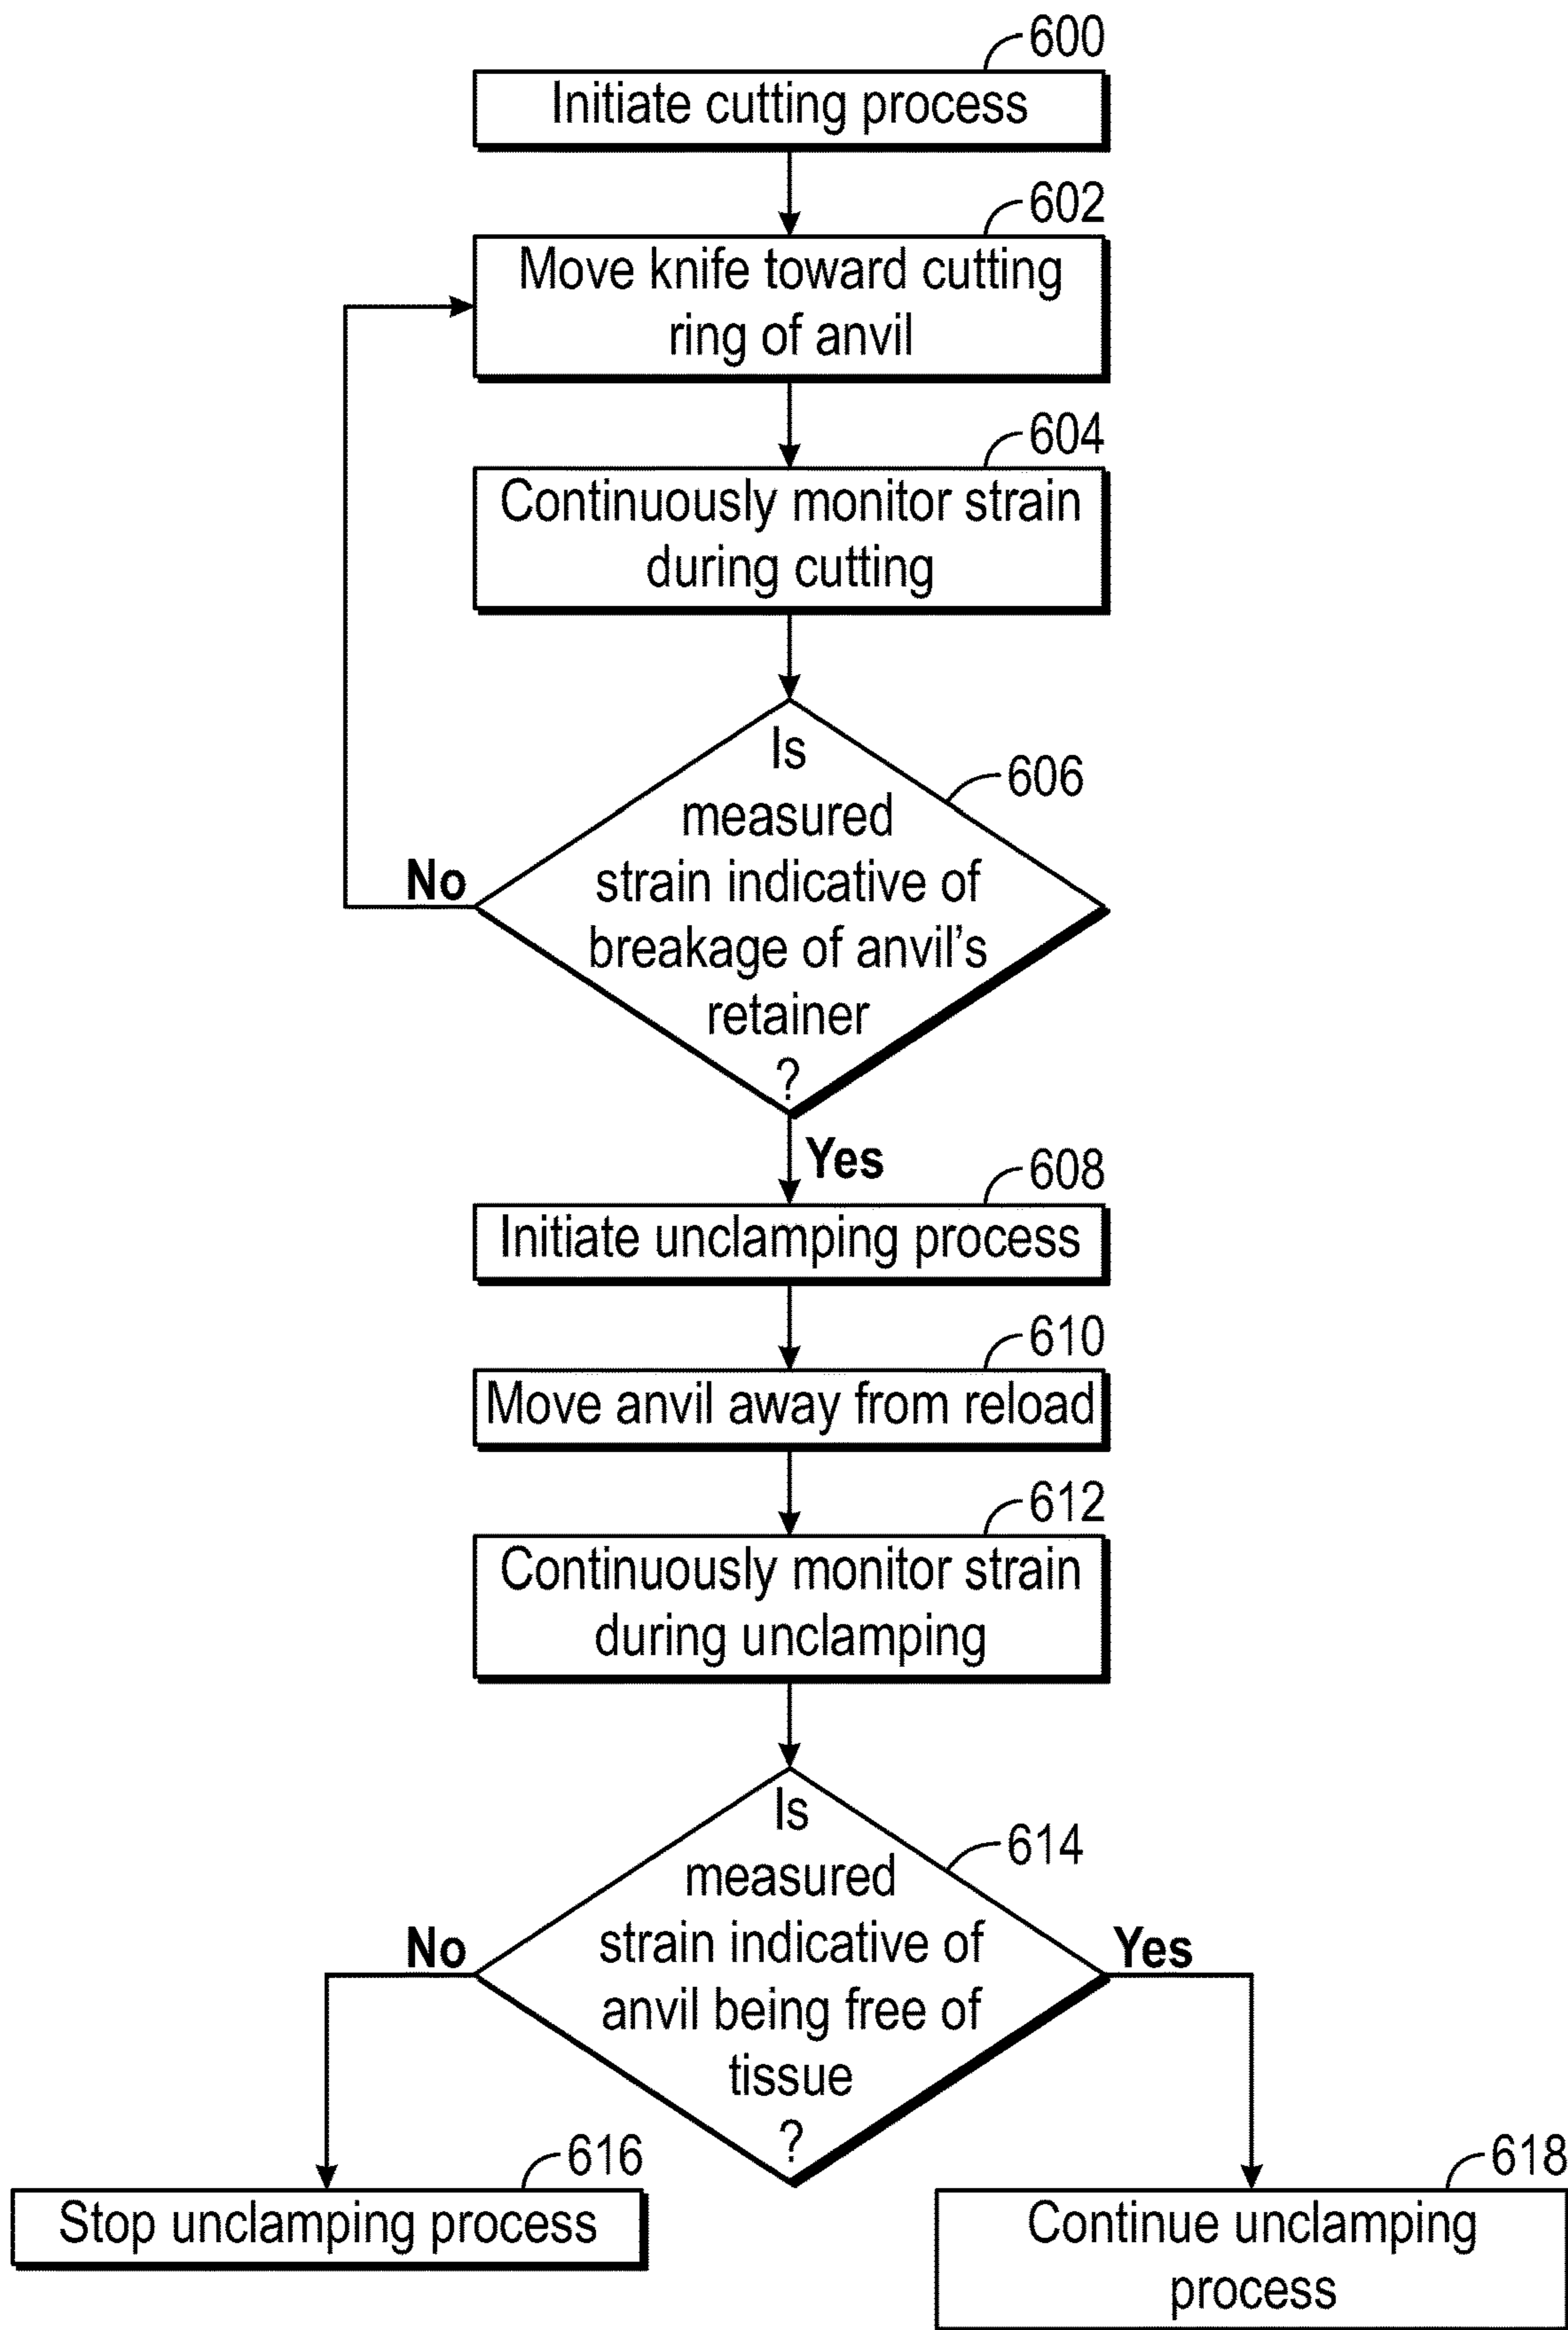 600
Initiate cutting process
602
Move knife toward cutting
ring of anvil
604
Continuously monitor strain
during cutting
606
Is
measured
strain indicative of
breakage of anvil's
retainer
?
No
Yes
608
Initiate unclamping process
610
Move anvil away from reload
612
Continuously monitor strain
during unclamping
614
Is
measured
strain indicative of
anvil being free of
tissue
?
No
Yes
616
Stop unclamping process
618
Continue unclamping
process